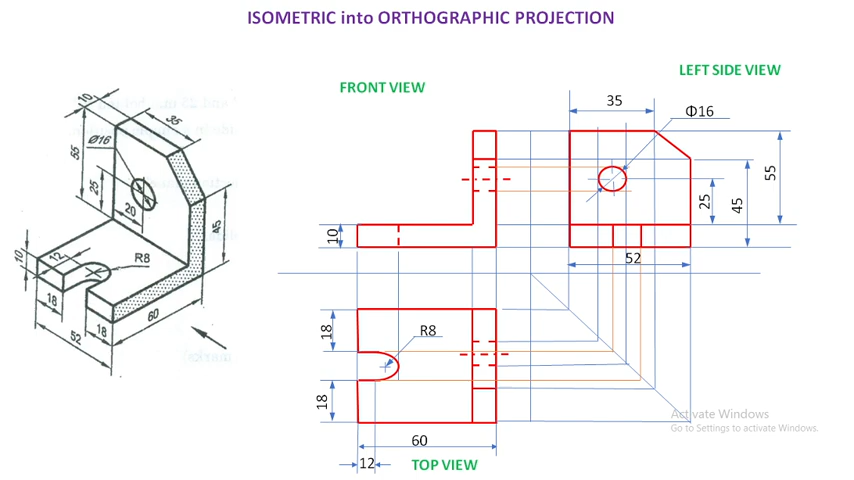 ISOMETRIC into ORTHOGRAPHIC PROJECTION
LEFT SIDE VIEW
FRONT VIEW
10
35
Ø16
55
25
20
45
10
12
R8
18
18
52
60
10
35
Φ16
55
45
25
52
18
R8
18
60
12
TOP VIEW
Activate Windows
Go to Settings to activate Windows.